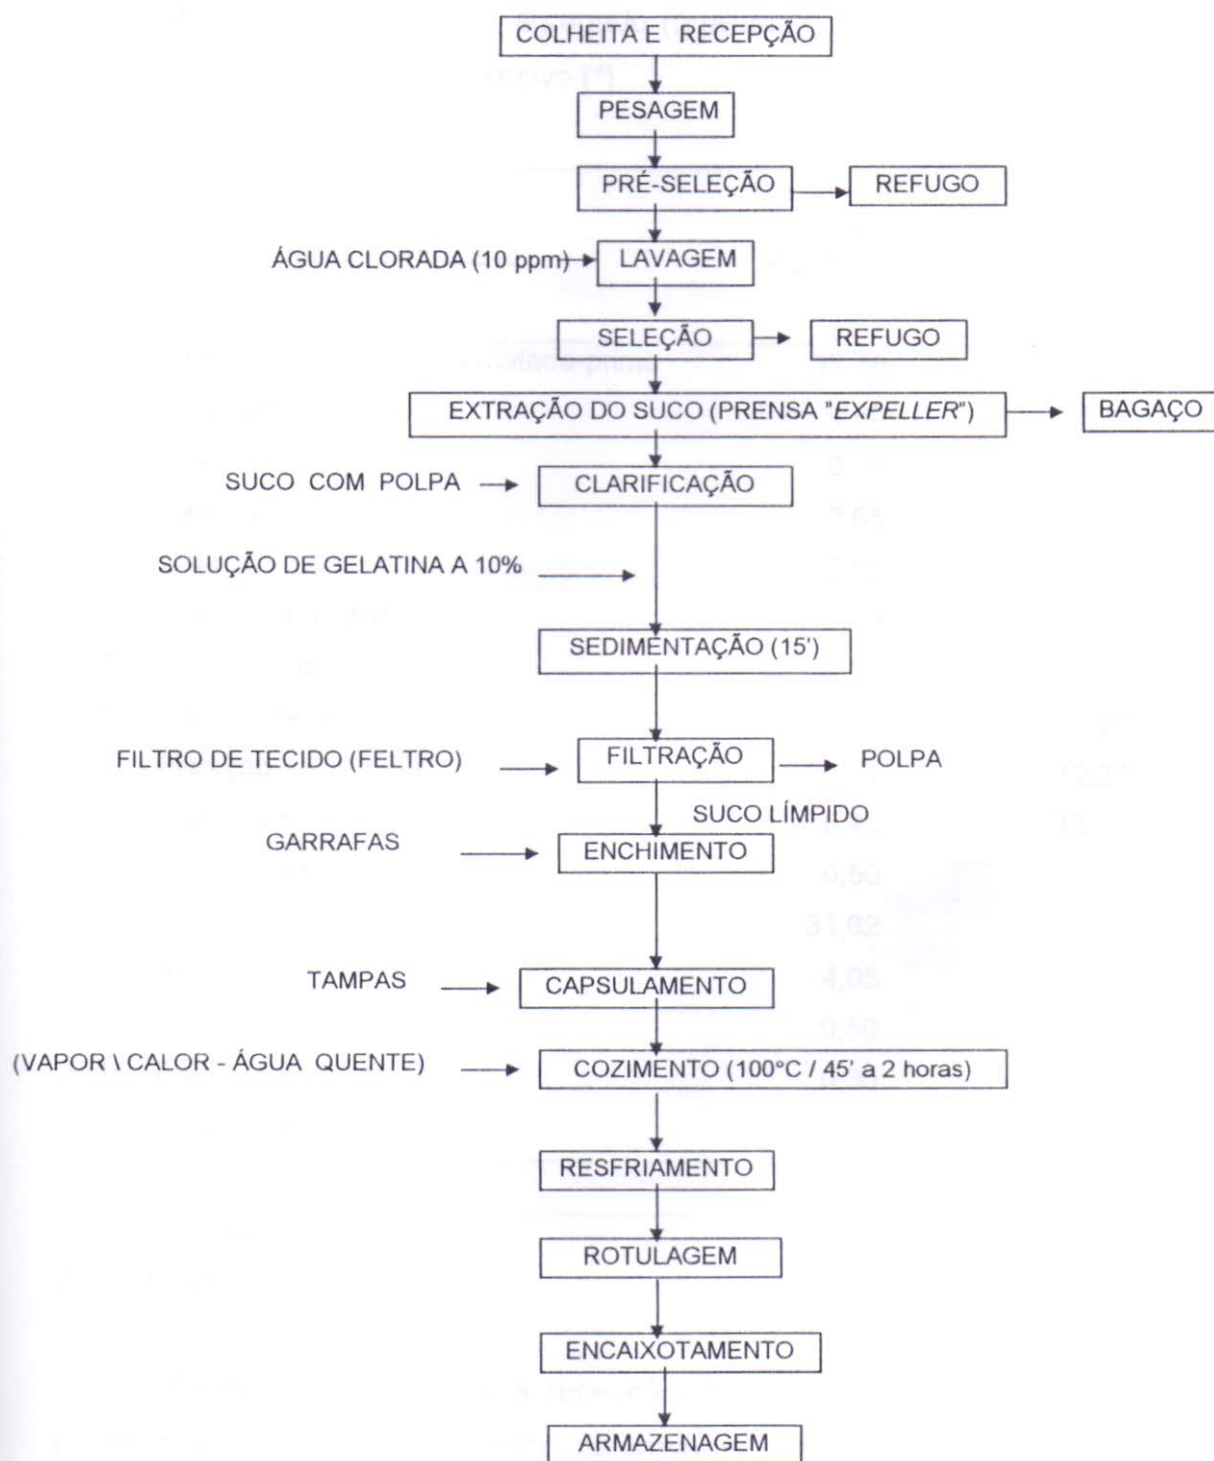 COLHEITA E RECEPÇÃO
PESAGEM
PRÉ-SELEÇÃO
REFUGO
ÁGUA CLORADA (10 ppm)
LAVAGEM
SELEÇÃO
REFUGO
EXTRAÇÃO DO SUCO (PRENSA "EXPELLER")
BAGAÇO
SUCO COM POLPA
CLARIFICAÇÃO
SOLUÇÃO DE GELATINA A 10%
SEDIMENTAÇÃO (15')
FILTRO DE TECIDO (FELTRO)
FILTRAÇÃO
POLPA
SUCO LÍMPIDO
GARRAFAS
ENCHIMENTO
TAMPAS
CAPSULAMENTO
(VAPOR \ CALOR - ÁGUA QUENTE)
COZIMENTO (100°C / 45' a 2 horas)
RESFRIAMENTO
ROTULAGEM
ENCAIXOTAMENTO
ARMAZENAGEM